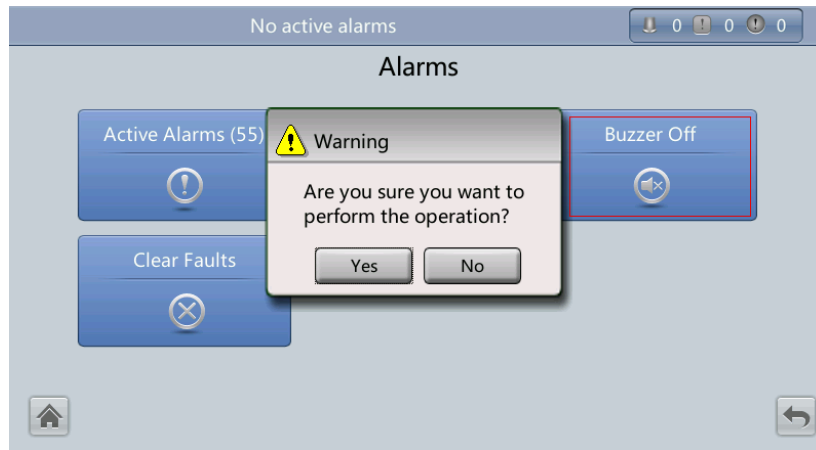 No active alarms
0 0 0
Alarms
Active Alarms (55)
Buzzer Off
Warning
Are you sure you want to
perform the operation?
Yes No
Clear Faults